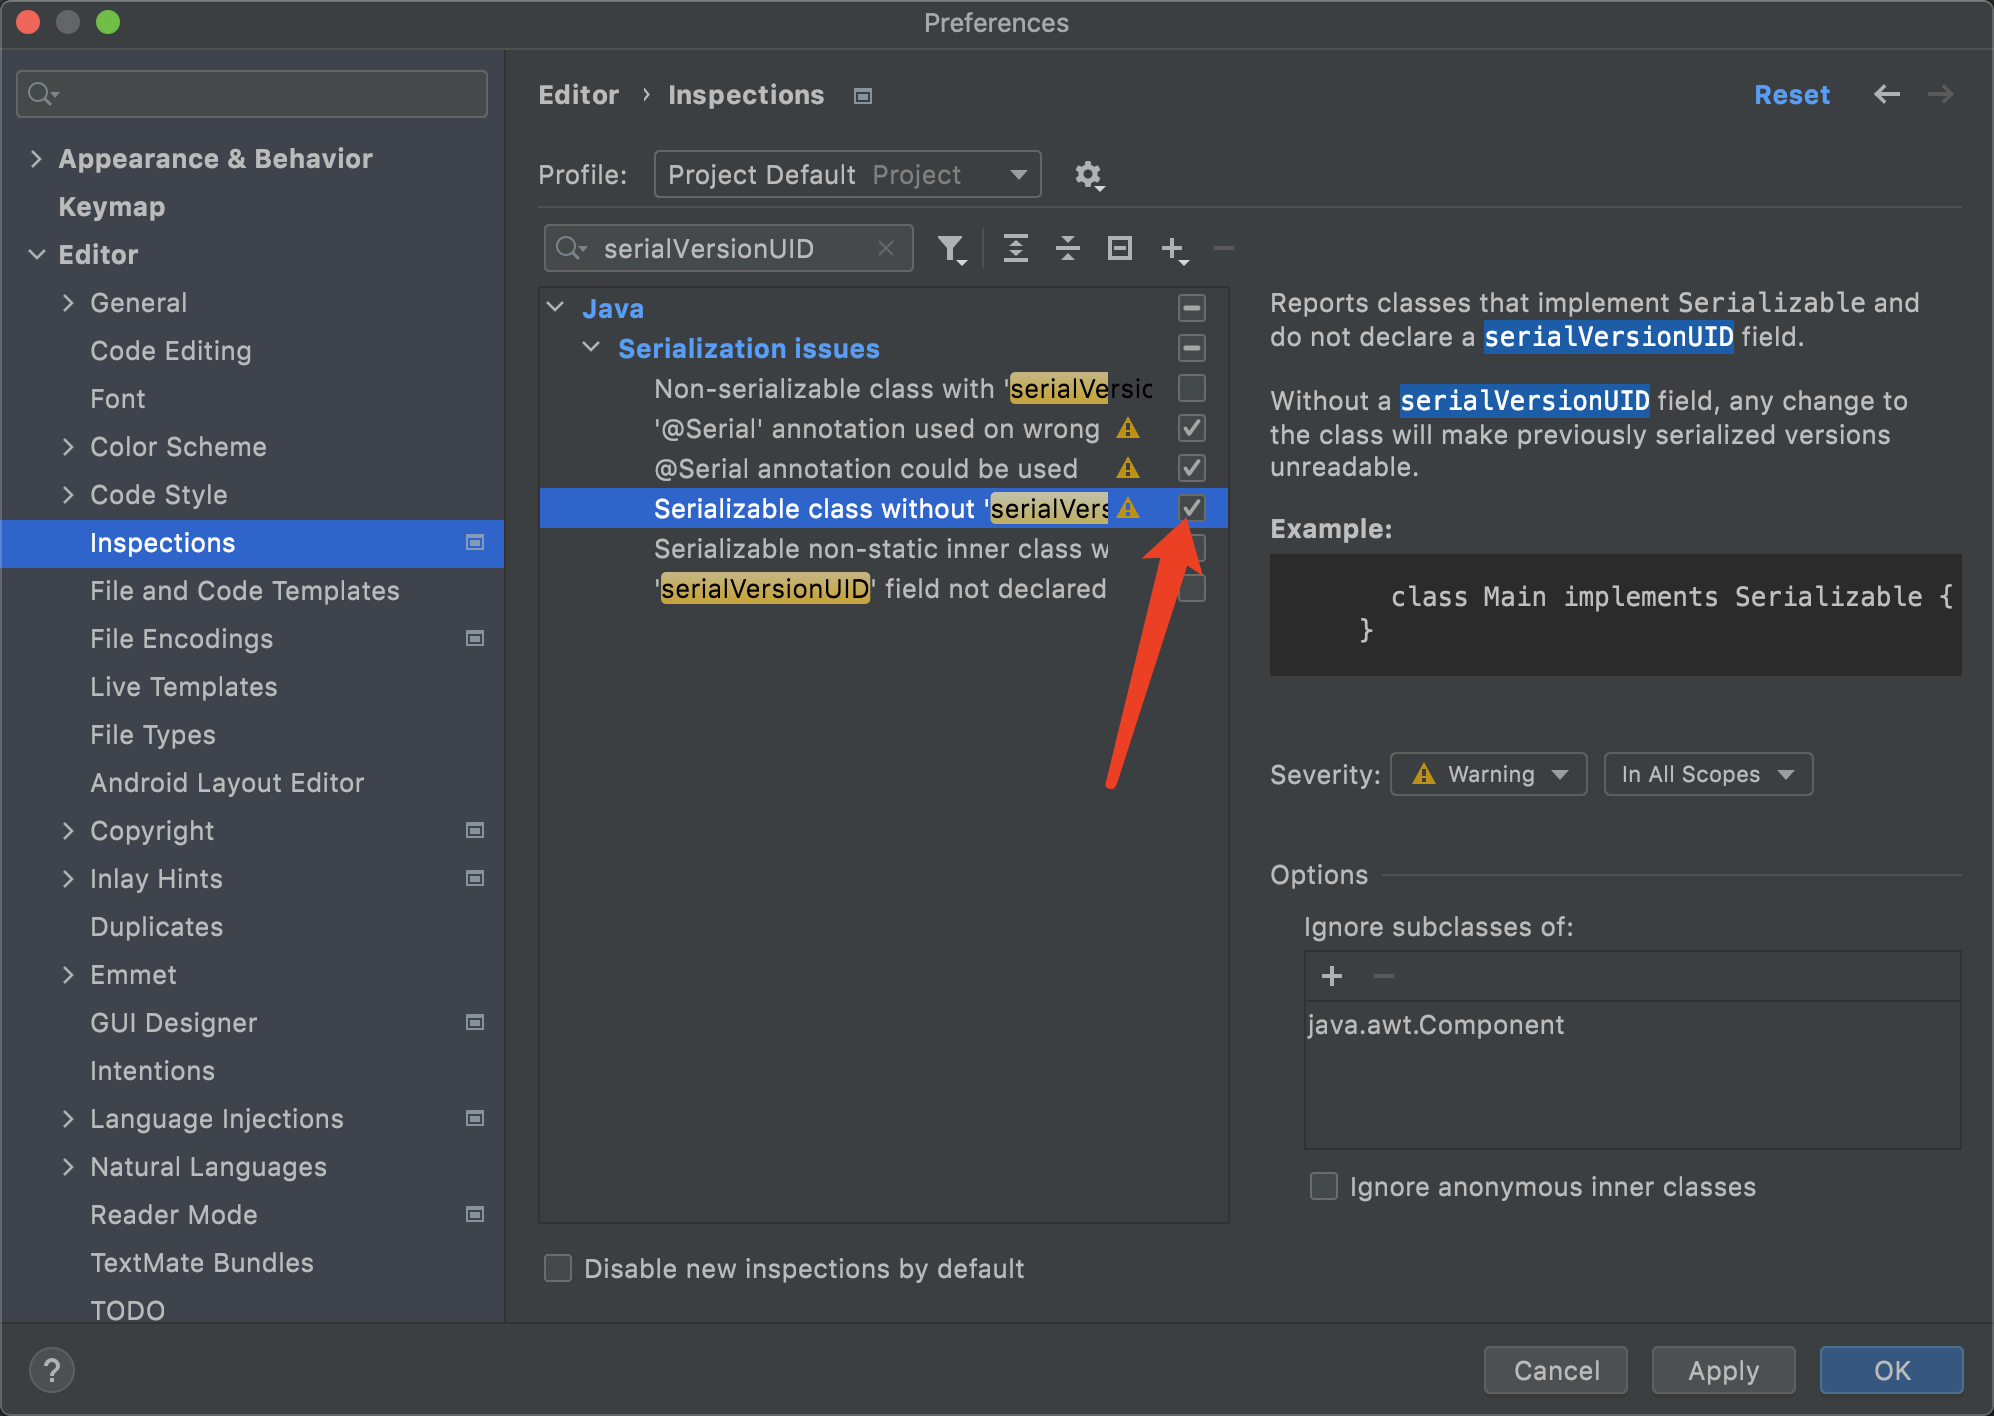 Preferences
Appearance & Behavior
Keymap
Editor
General
Code Editing
Font
Color Scheme
Code Style
Inspections
File and Code Templates
File Encodings
Live Templates
File Types
Android Layout Editor
Copyright
Inlay Hints
Duplicates
Emmet
GUI Designer
Intentions
Language Injections
Natural Languages
Reader Mode
TextMate Bundles
TODO
?
Editor › Inspections
Reset
Profile: Project Default Project
serialVersionUID
Java
Serialization issues
Non-serializable class with 'serialVersio
'@Serial' annotation used on wrong
@Serial annotation could be used
Serializable class without 'serialVers
Serializable non-static inner class w
'serialVersionUID' field not declared
Disable new inspections by default
Reports classes that implement Serializable and
do not declare a serialVersionUID field.
Without a serialVersionUID field, any change to
the class will make previously serialized versions
unreadable.
Example:
class Main implements Serializable {
}
Severity: Warning In All Scopes
Options
Ignore subclasses of:
java.awt.Component
Ignore anonymous inner classes
Cancel Apply OK